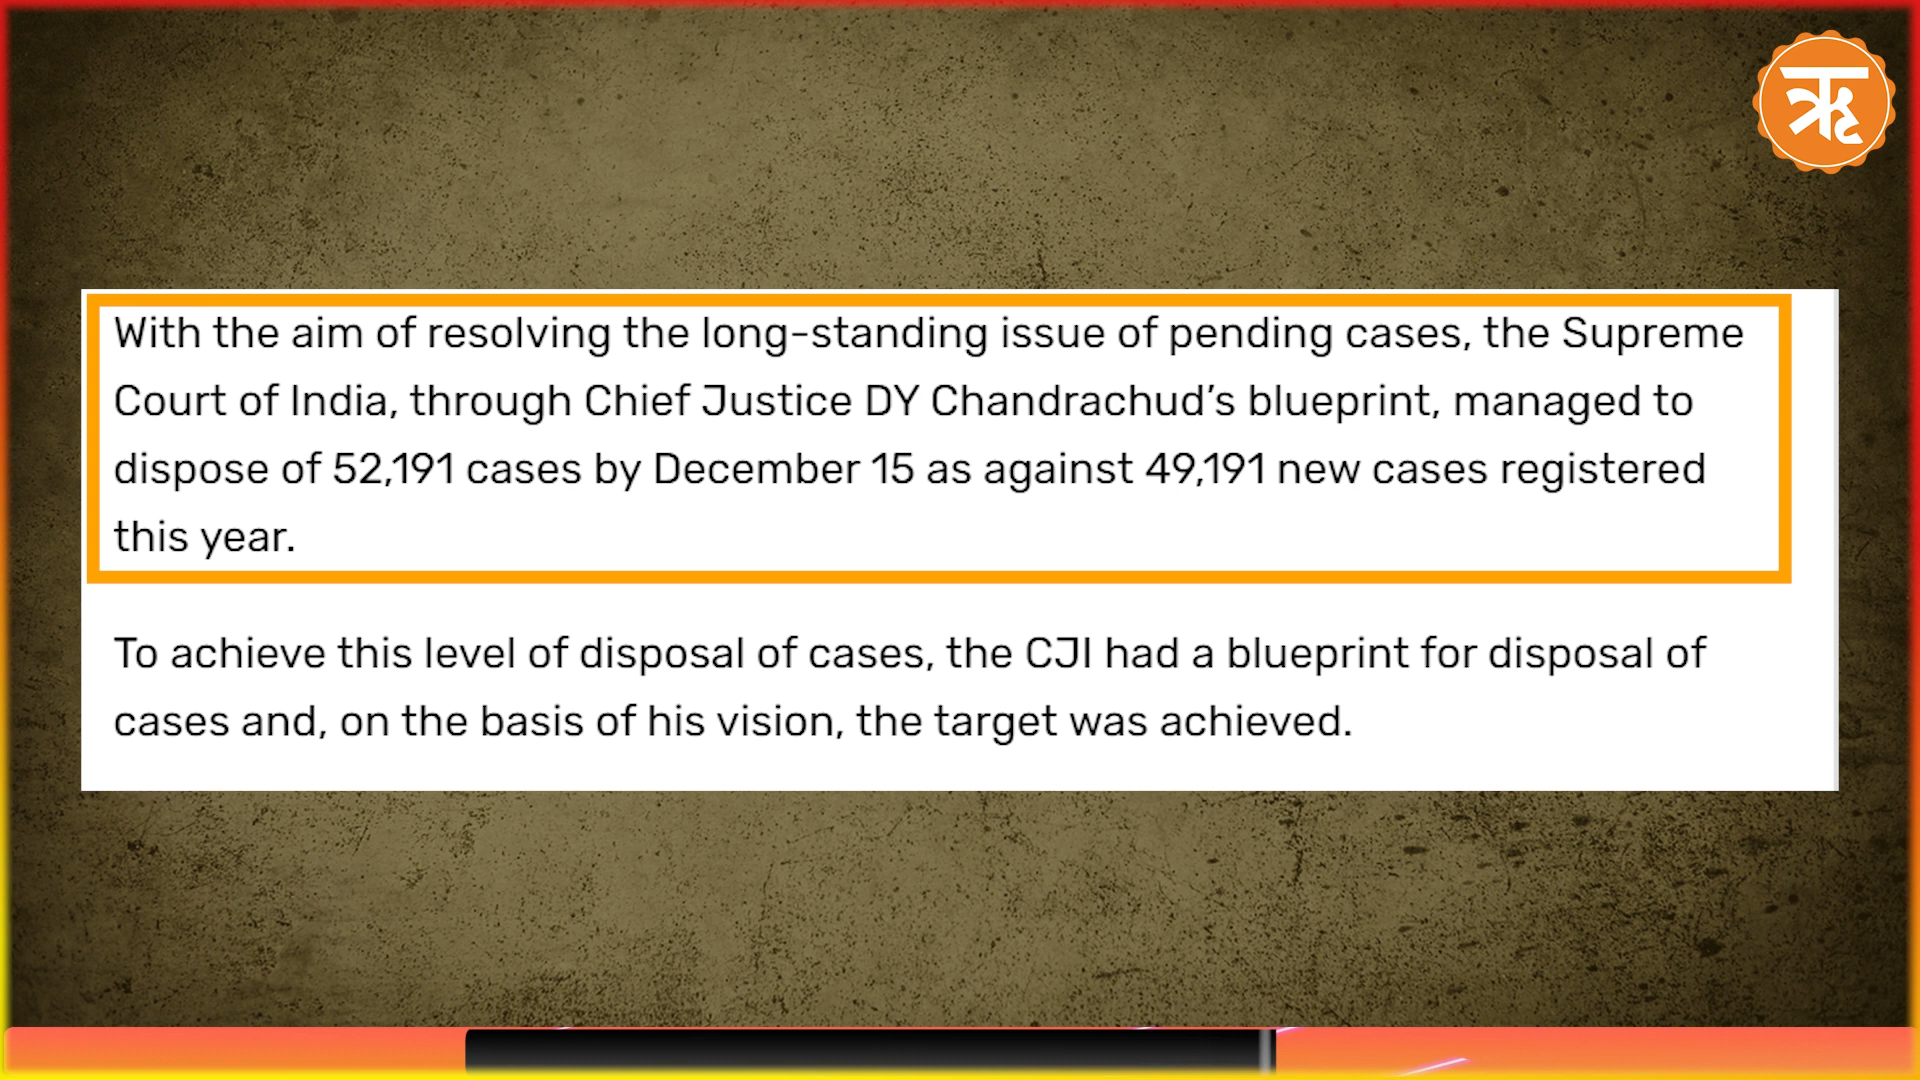 ऋ
With the aim of resolving the long-standing issue of pending cases, the Supreme
Court of India, through Chief Justice DY Chandrachud’s blueprint, managed to
dispose of 52,191 cases by December 15 as against 49,191 new cases registered
this year.
To achieve this level of disposal of cases, the CJI had a blueprint for disposal of
cases and, on the basis of his vision, the target was achieved.